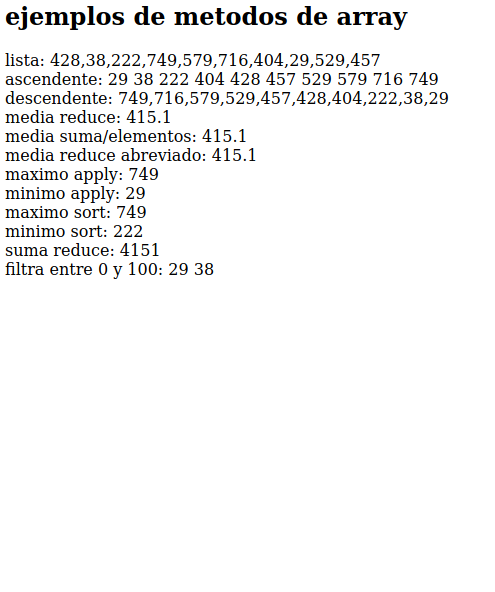 ejemplos de metodos de array
lista: 428,38,222,749,579,716,404,29,529,457
ascendente: 29 38 222 404 428 457 529 579 716 749
descendente: 749,716,579,529,457,428,404,222,38,29
media reduce: 415.1
media suma/elementos: 415.1
media reduce abreviado: 415.1
maximo apply: 749
minimo apply: 29
maximo sort: 749
minimo sort: 222
suma reduce: 4151
filtra entre 0 y 100: 29 38